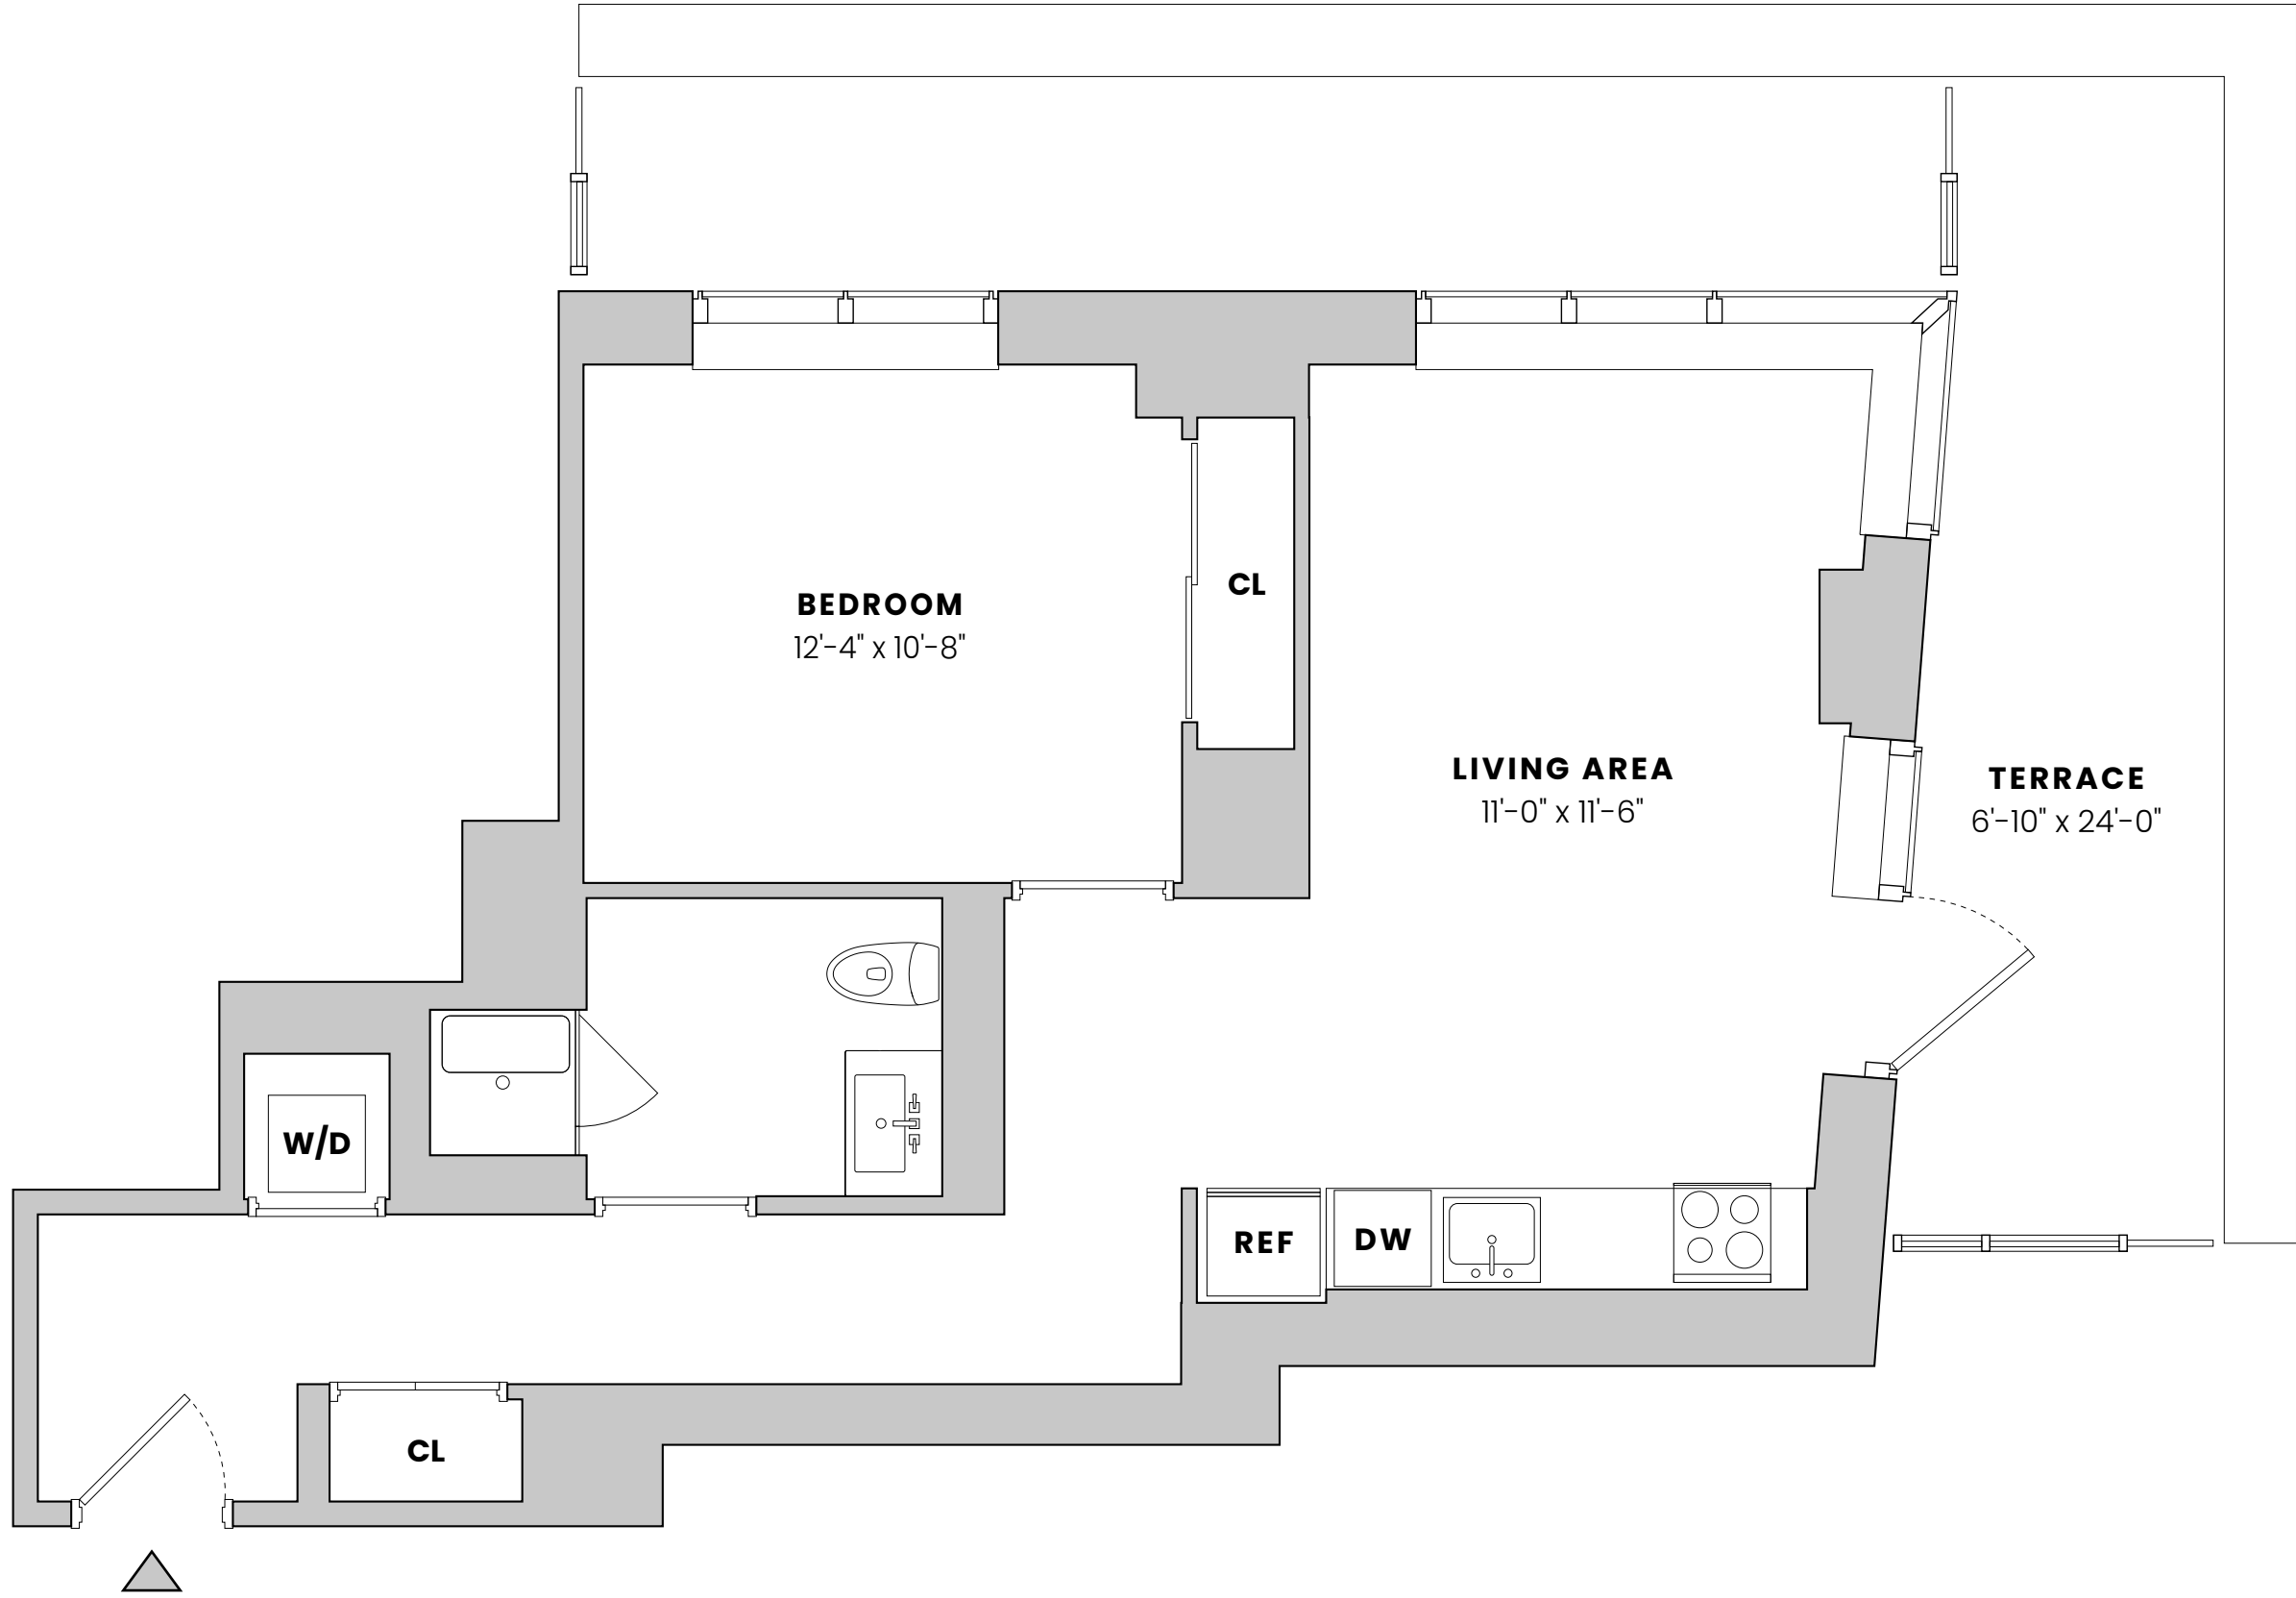 BEDROOM
12'-4" x 10'-8"
CL
LIVING AREA
11'-0" x 11'-6"
TERRACE
6'-10" x 24'-0"
W/D
REF
DW
CL